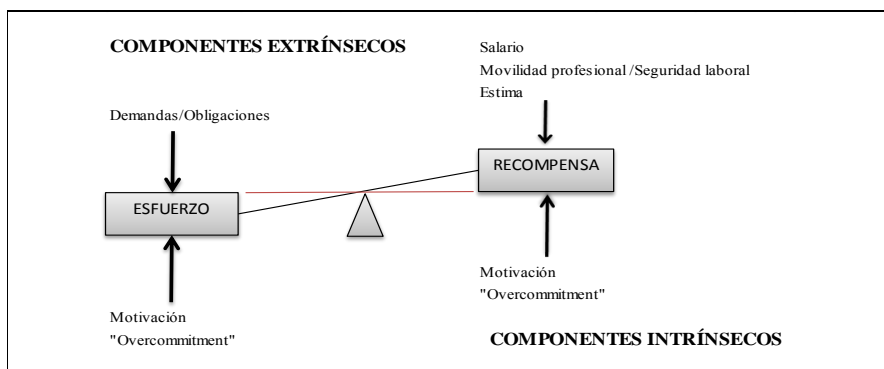 COMPONENTES EXTRÍNSECOS
Salario
Movilidad profesional /Seguridad laboral
Estima
Demandas/Obligaciones
RECOMPENSA
ESFUERZO
Motivación
"Overcommitment"
Motivación
"Overcommitment"
COMPONENTES INTRÍNSECOS